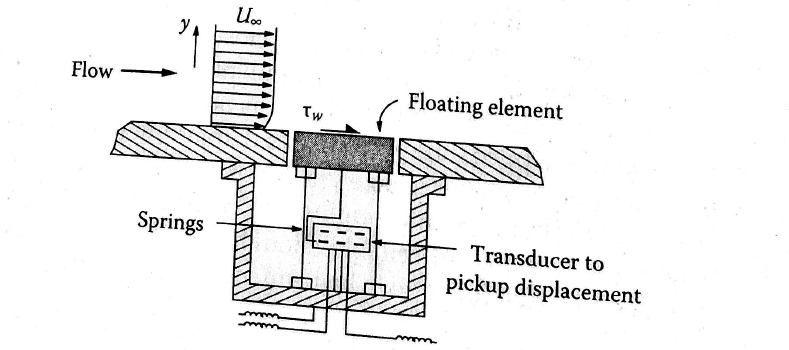 y
U∞
Flow
τw
Floating element
Springs
Transducer to
pickup displacement